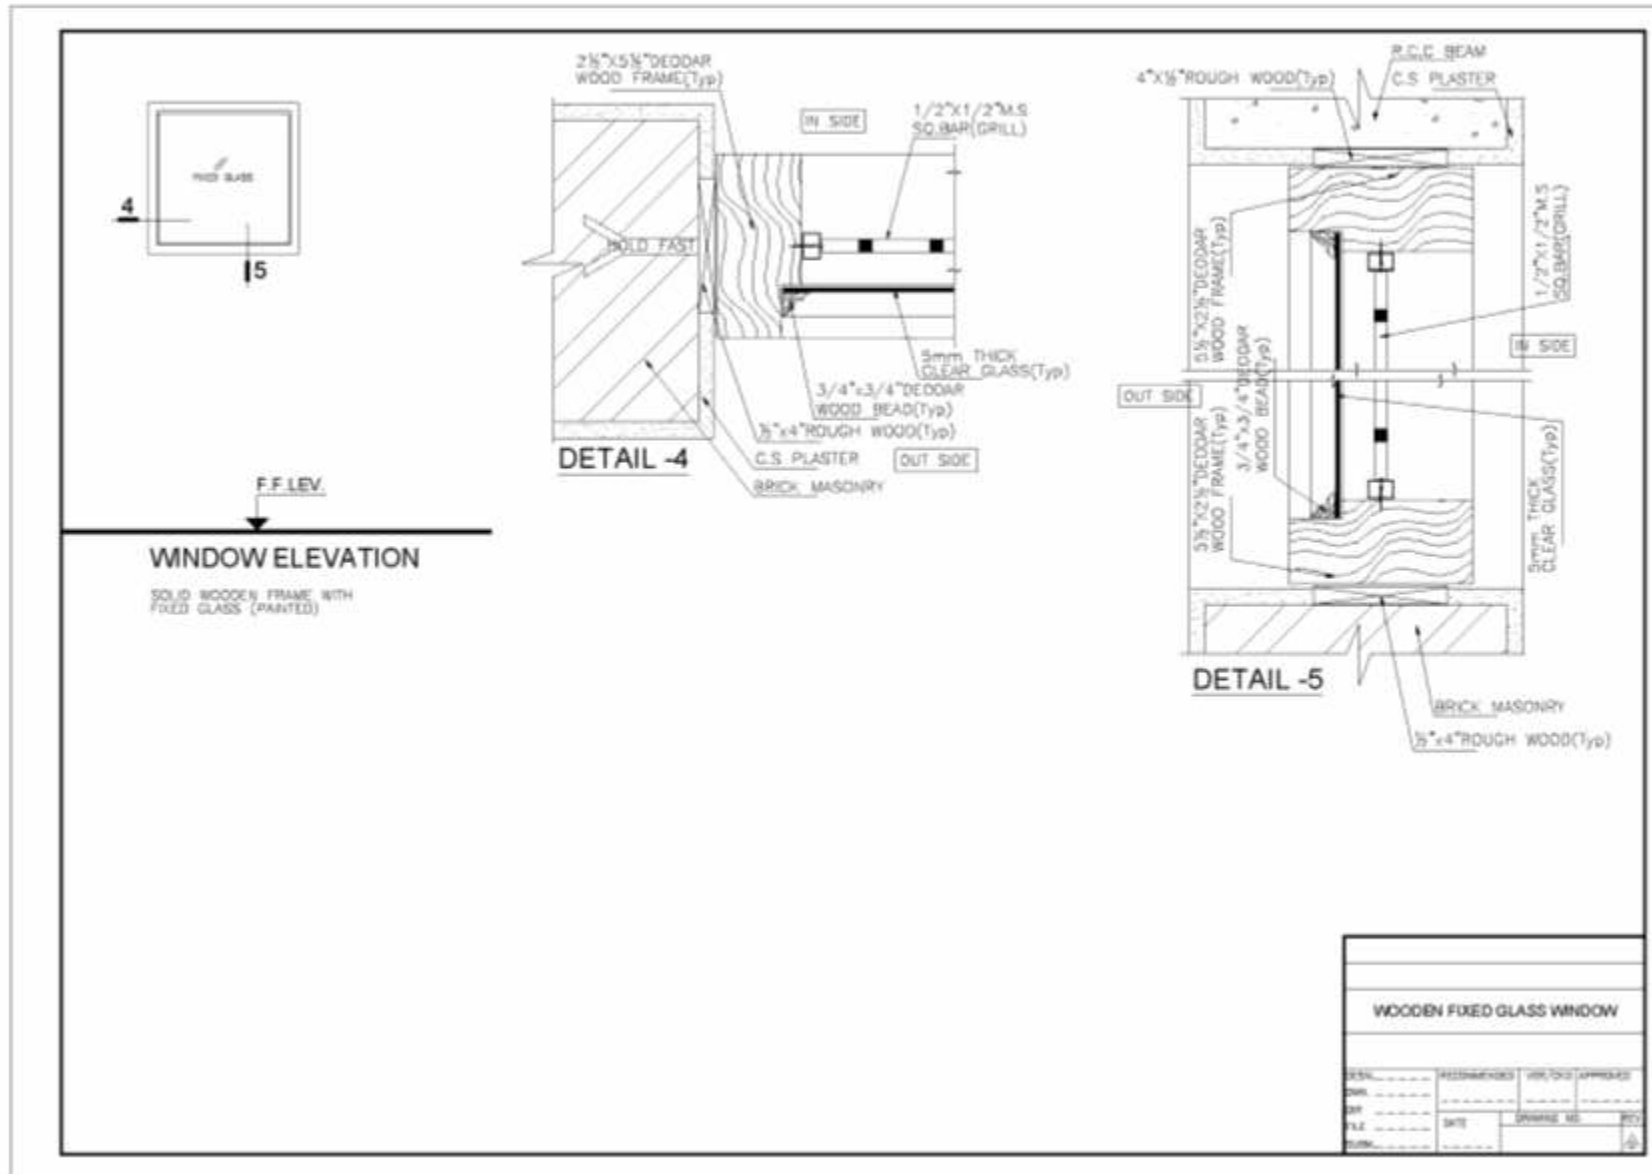 FIXED GLASS
4
5
F.F.LEV.
WINDOW ELEVATION
SOLID WOODEN FRAME WITH
FIXED GLASS (PAINTED)
2½"X5½"DEODAR
WOOD FRAME(Typ)
IN SIDE
1/2"X1/2"M.S
SQ.BAR(GRILL)
HOLD FAST
5mm THICK
CLEAR GLASS(Typ)
3/4"x3/4"DEODAR
WOOD BEAD(Typ)
½"x4"ROUGH WOOD(Typ)
C.S PLASTER
OUT SIDE
BRICK MASONRY
DETAIL -4
R.C.C BEAM
4"X½"ROUGH WOOD(Typ)
C.S PLASTER
5½"X2½"DEODAR
WOOD FRAME(Typ)
1/2"X1/2"M.S
SQ.BAR(GRILL)
3/4"x3/4"DEODAR
WOOD BEAD(Typ)
IN SIDE
OUT SIDE
5½"X2½"DEODAR
WOOD FRAME(Typ)
5mm THICK
CLEAR GLASS(Typ)
DETAIL -5
BRICK MASONRY
½"x4"ROUGH WOOD(Typ)
WOODEN FIXED GLASS WINDOW
RECOMMENDED
APPROVED
DATE
DRAWING NO.
REV